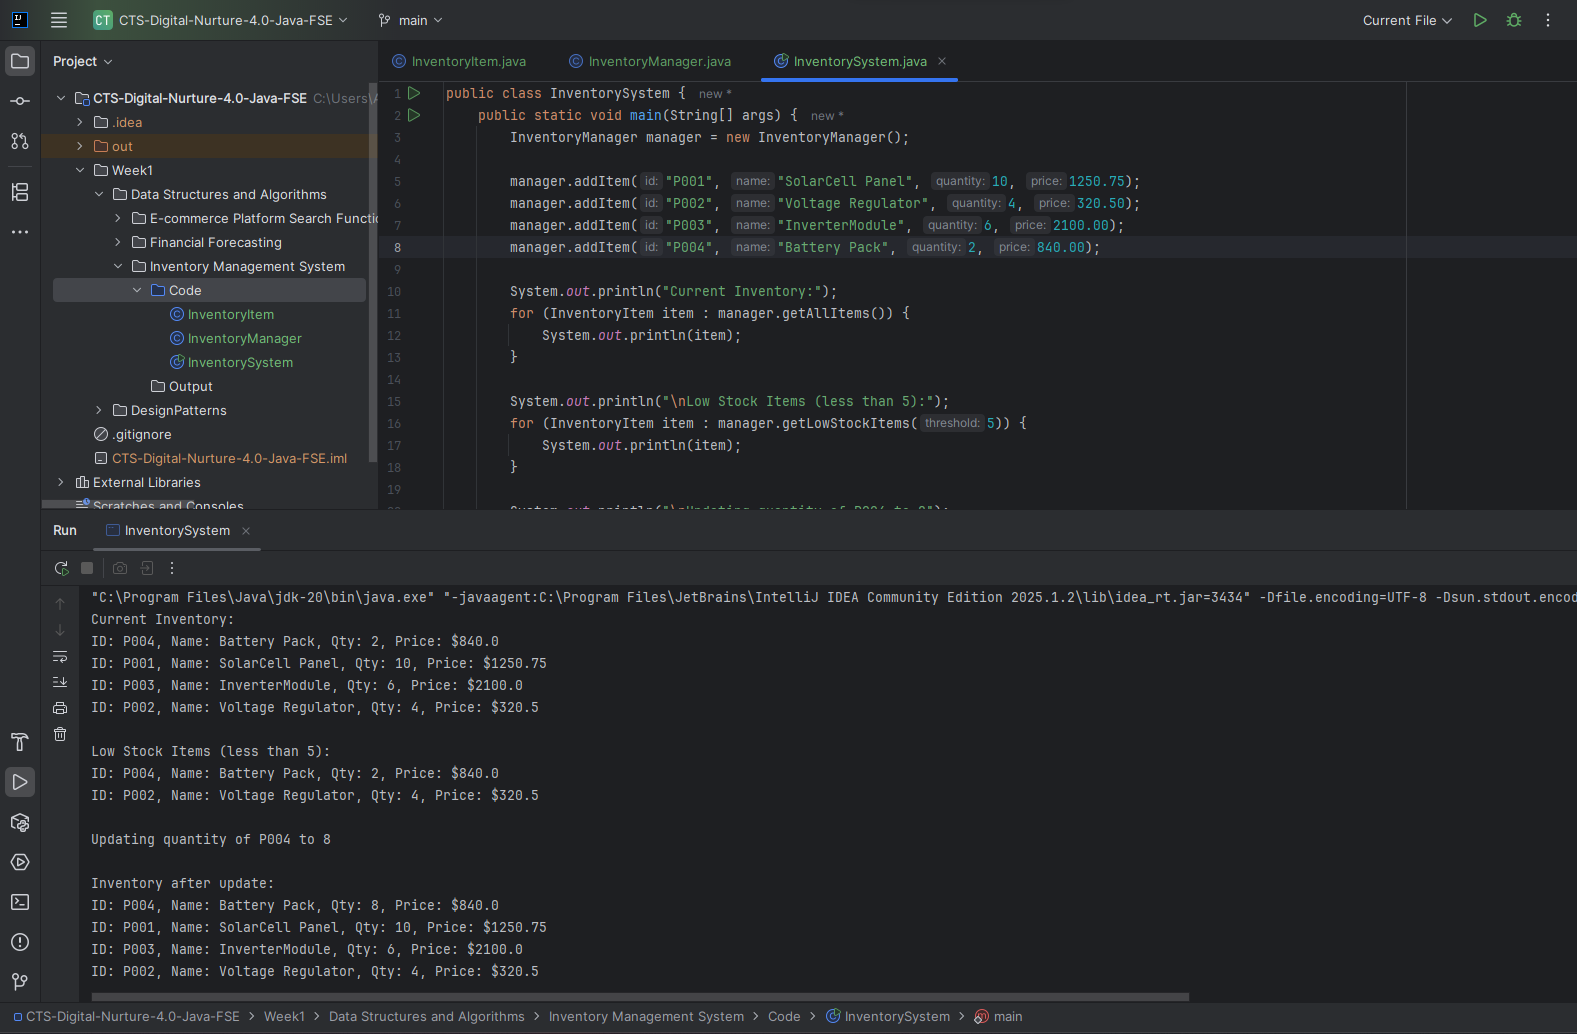 CT CTS-Digital-Nurture-4.0-Java-FSE main Current File
Project
InventoryItem.java InventoryManager.java InventorySystem.java
CTS-Digital-Nurture-4.0-Java-FSE C:\Users\
.idea
out
Week1
Data Structures and Algorithms
E-commerce Platform Search Functi
Financial Forecasting
Inventory Management System
Code
InventoryItem
InventoryManager
InventorySystem
Output
DesignPatterns
.gitignore
CTS-Digital-Nurture-4.0-Java-FSE.iml
External Libraries
Scratches and Consoles
1 public class InventorySystem { new *
2 public static void main(String[] args) { new *
3 InventoryManager manager = new InventoryManager();
4
5 manager.addItem( id: "P001", name: "SolarCell Panel", quantity: 10, price: 1250.75);
6 manager.addItem( id: "P002", name: "Voltage Regulator", quantity: 4, price: 320.50);
7 manager.addItem( id: "P003", name: "InverterModule", quantity: 6, price: 2100.00);
8 manager.addItem( id: "P004", name: "Battery Pack", quantity: 2, price: 840.00);
9
10 System.out.println("Current Inventory:");
11 for (InventoryItem item : manager.getAllItems()) {
12 System.out.println(item);
13 }
14
15 System.out.println("\nLow Stock Items (less than 5):");
16 for (InventoryItem item : manager.getLowStockItems( threshold: 5)) {
17 System.out.println(item);
18 }
19
System.out.println("\nUpdating quantity of P004 to 8");
Run InventorySystem
"C:\Program Files\Java\jdk-20\bin\java.exe" "-javaagent:C:\Program Files\JetBrains\IntelliJ IDEA Community Edition 2025.1.2\lib\idea_rt.jar=3434" -Dfile.encoding=UTF-8 -Dsun.stdout.encod
Current Inventory:
ID: P004, Name: Battery Pack, Qty: 2, Price: $840.0
ID: P001, Name: SolarCell Panel, Qty: 10, Price: $1250.75
ID: P003, Name: InverterModule, Qty: 6, Price: $2100.0
ID: P002, Name: Voltage Regulator, Qty: 4, Price: $320.5
Low Stock Items (less than 5):
ID: P004, Name: Battery Pack, Qty: 2, Price: $840.0
ID: P002, Name: Voltage Regulator, Qty: 4, Price: $320.5
Updating quantity of P004 to 8
Inventory after update:
ID: P004, Name: Battery Pack, Qty: 8, Price: $840.0
ID: P001, Name: SolarCell Panel, Qty: 10, Price: $1250.75
ID: P003, Name: InverterModule, Qty: 6, Price: $2100.0
ID: P002, Name: Voltage Regulator, Qty: 4, Price: $320.5
CTS-Digital-Nurture-4.0-Java-FSE > Week1 > Data Structures and Algorithms > Inventory Management System > Code > InventorySystem > main